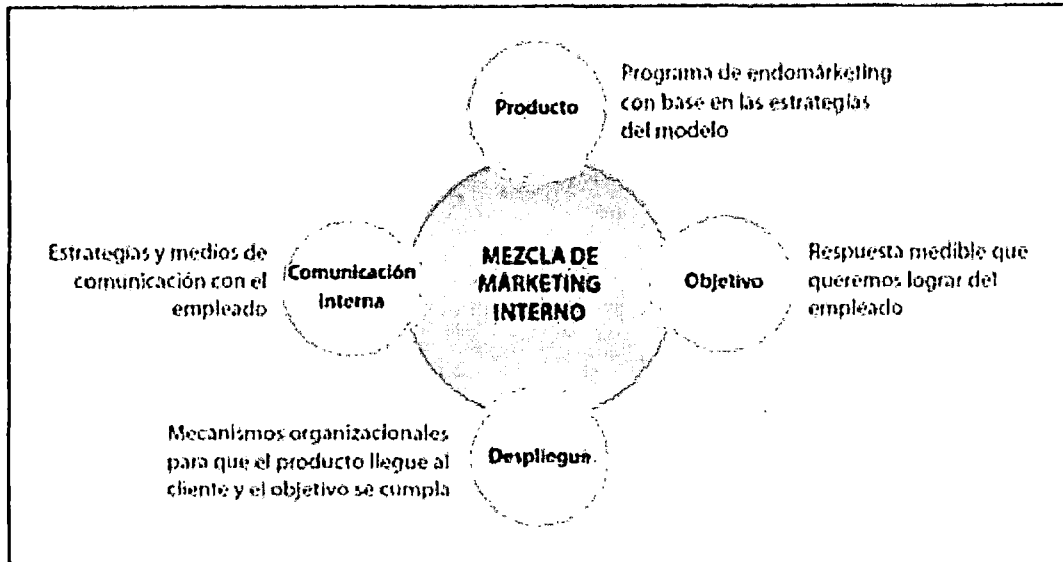 Producto
Programa de endomárketing
con base en las estrategias
del modelo
Estrategias y medios de
comunicación con el
empleado
Comunicación
interna
MEZCLA DE
MÁRKETING
INTERNO
Objetivo
Respuesta medible que
queremos lograr del
empleado
Mecanismos organizacionales
para que el producto llegue al
cliente y el objetivo se cumpla
Despliegue